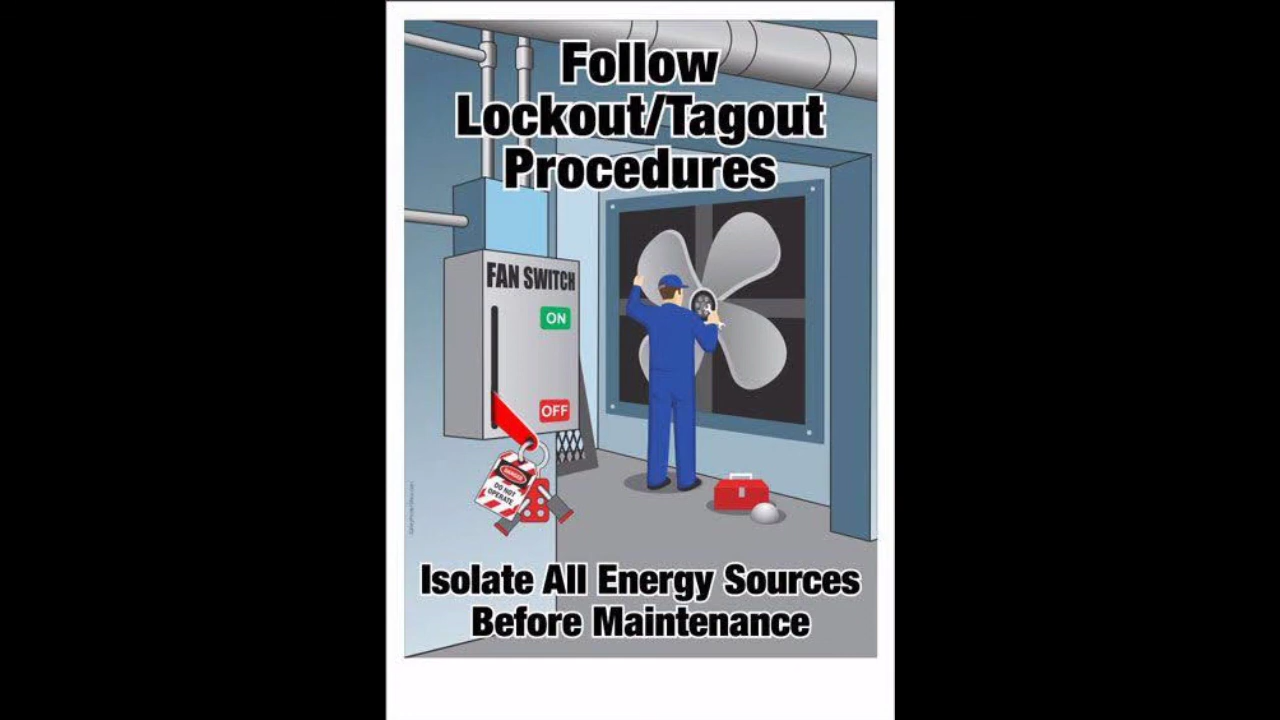 Follow
Lockout/Tagout
Procedures
FAN SWITCH
ON
OFF
DANGER
DO NOT
OPERATE
Isolate All Energy Sources
Before Maintenance